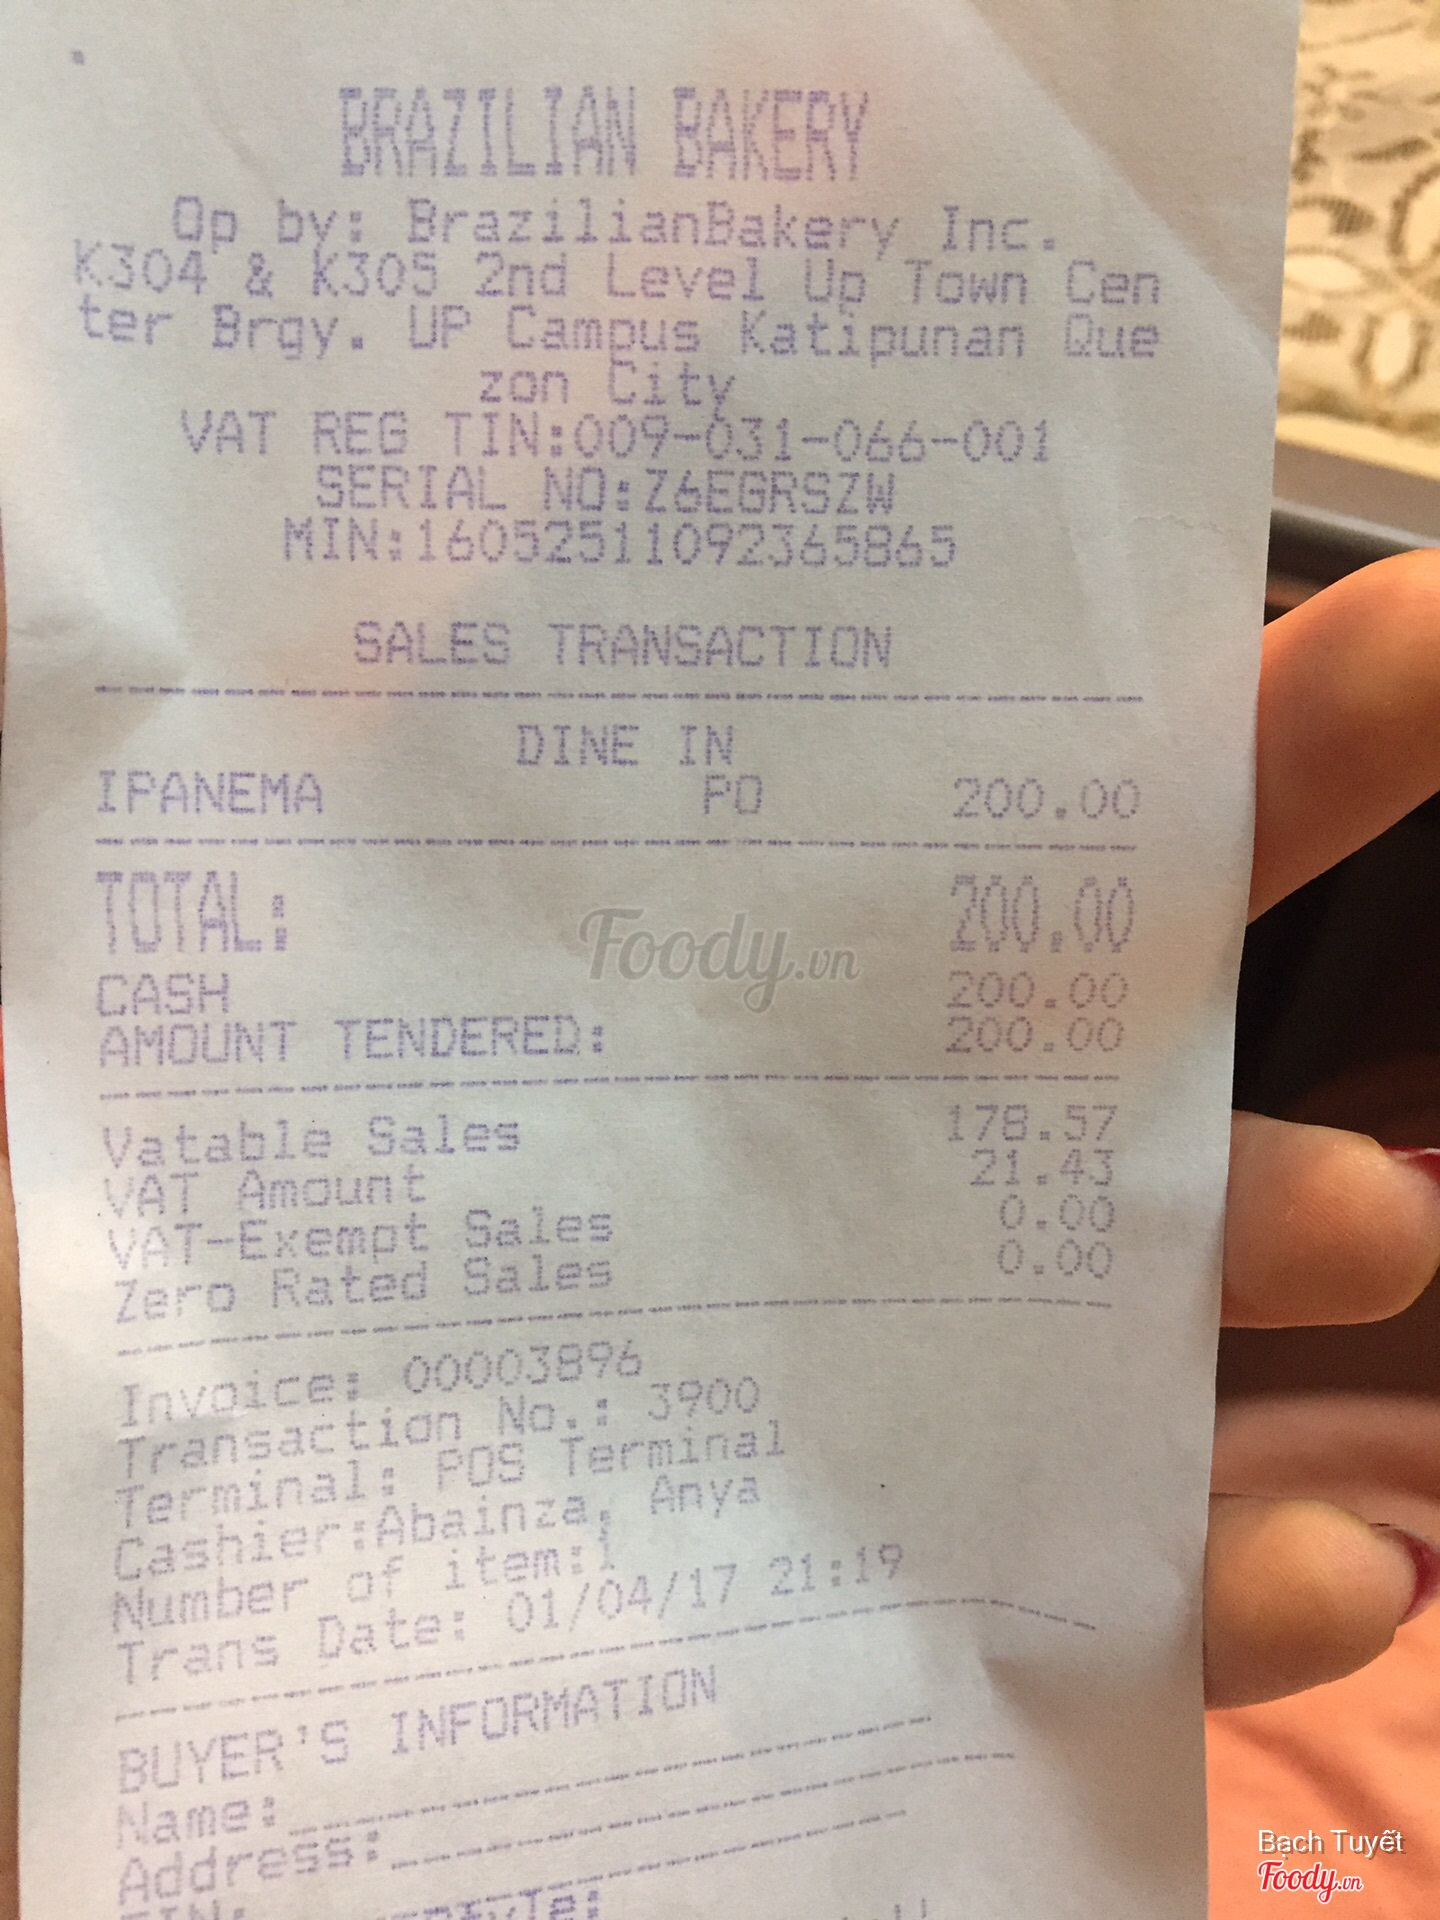 BRAZILIAN BAKERY
Op by: BrazilianBakery Inc.
K304 & K305 2nd Level Up Town Cen
ter Brgy. UP Campus Katipunan Que
zon City
VAT REG TIN:009-031-066-001
SERIAL NO:Z6EGRSZW
MIN:16052511092365865
SALES TRANSACTION
DINE IN
IPANEMA PO 200.00
TOTAL: 200.00
CASH 200.00
AMOUNT TENDERED: 200.00
Vatable Sales 178.57
VAT Amount 21.43
VAT-Exempt Sales 0.00
Zero Rated Sales 0.00
Invoice: 00003896
Transaction No.: 3900
Terminal: POS Terminal
Cashier:Abainza, Anya
Number of item:1
Trans Date: 01/04/17 21:19
BUYER'S INFORMATION
Name:
Address:
Foody.vn
Bạch Tuyết
Foody.vn